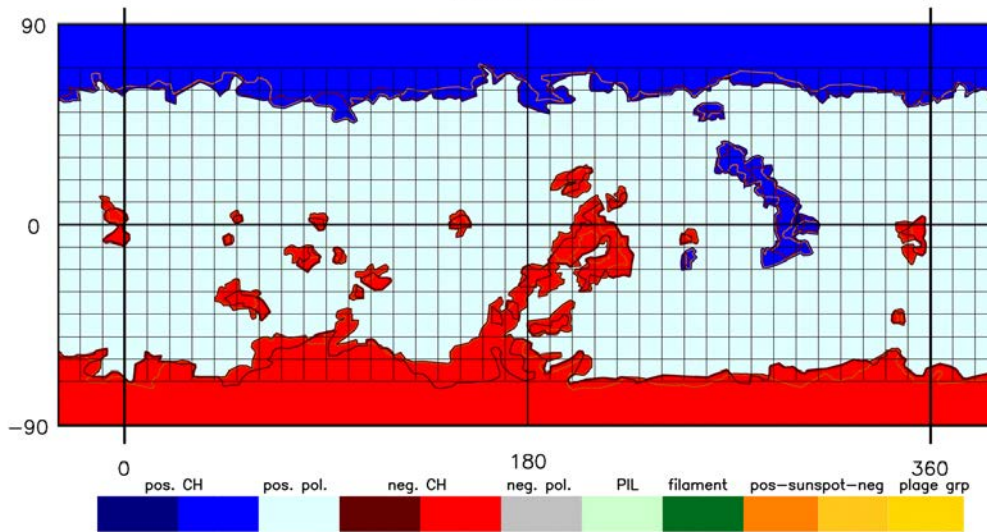 90
0
-90
0 180 360
pos. CH pos. pol. neg. CH neg. pol. PIL filament pos-sunspot-neg plage grp